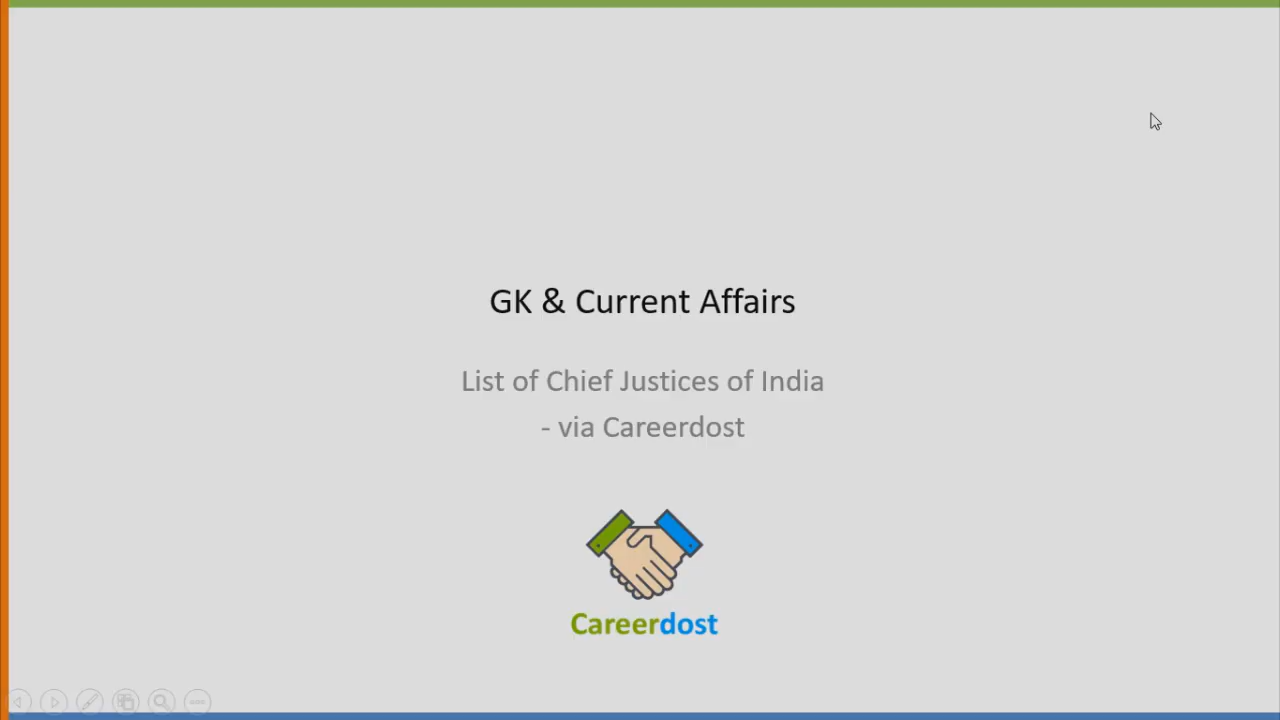 GK & Current Affairs
List of Chief Justices of India
- via Careerdost
Careerdost